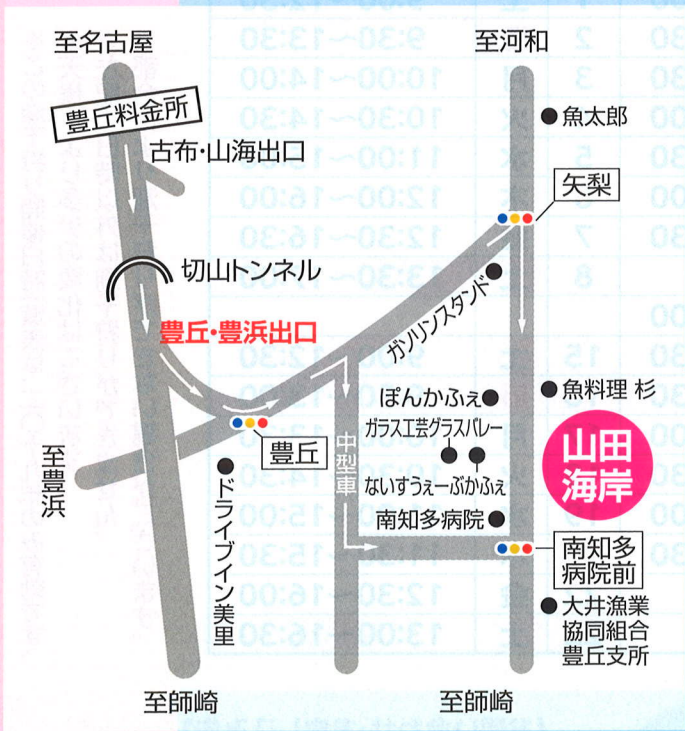 至名古屋
至河和
豊丘料金所
魚太郎
古布・山海出口
矢梨
切山トンネル
ガソリンスタンド
豊丘・豊浜出口
魚料理 杉
ぽんかふぇ
ガラス工芸グラスバレー
中型車
山田
海岸
豊丘
至豊浜
ないすうぇーぶかふぇ
ドライブイン美里
南知多病院
南知多
病院前
大井漁業
協同組合
豊丘支所
至師崎
至師崎